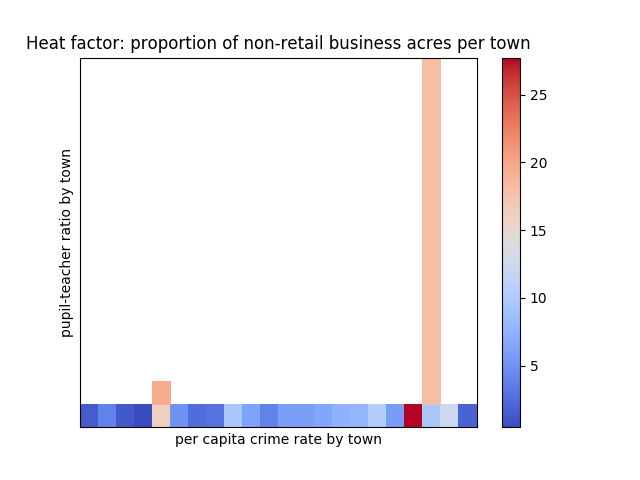 Heat factor: proportion of non-retail business acres per town
pupil-teacher ratio by town
25
20
15
10
5
per capita crime rate by town